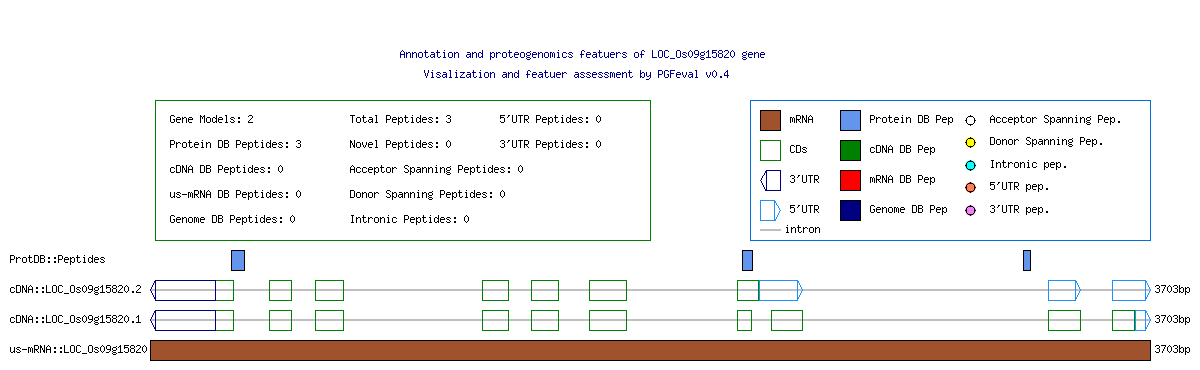 Annotation and proteogenomics featuers of LOC_Os09g15820 gene
Visalization and featuer assessment by PGFeval v0.4
Gene Models: 2
Total Peptides: 3
5'UTR Peptides: 0
Protein DB Peptides: 3
Novel Peptides: 0
3'UTR Peptides: 0
cDNA DB Peptides: 0
Acceptor Spanning Peptides: 0
us-mRNA DB Peptides: 0
Donor Spanning Peptides: 0
Genome DB Peptides: 0
Intronic Peptides: 0
mRNA
Protein DB Pep
Acceptor Spanning Pep.
CDs
cDNA DB Pep
Donor Spanning Pep.
3'UTR
mRNA DB Pep
Intronic pep.
5'UTR
Genome DB Pep
5'UTR pep.
intron
3'UTR pep.
ProtDB::Peptides
cDNA::LOC_Os09g15820.2
3703bp
cDNA::LOC_Os09g15820.1
3703bp
us-mRNA::LOC_Os09g15820
3703bp